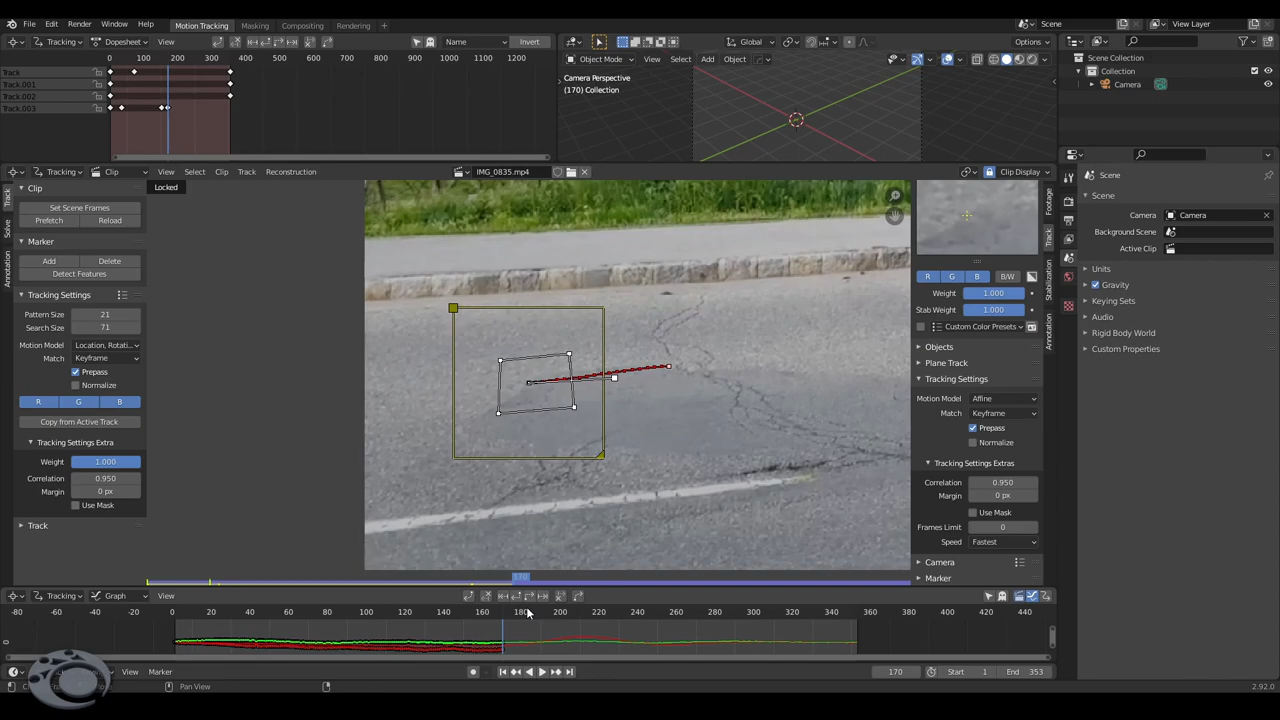 File Edit Render Window Help Motion Tracking Masking Compositing Rendering + Scene View Layer
Tracking Dopesheet View Name Invert Global Options
0 100 200 300 400 500 600 700 800 900 1000 1100 1200
Object Mode View Select Add Object
Track
Track.001
Track.002
Track.003
Camera Perspective
(170) Collection
Scene Collection
Collection
Camera
Tracking Clip View Select Clip Track Reconstruction IMG_0835.mp4 Clip Display
Locked
Track
Solve
Annotation
Clip
Set Scene Frames
Prefetch Reload
Marker
Add Delete
Detect Features
Tracking Settings
Pattern Size 21
Search Size 71
Motion Model Location, Rotati...
Match Keyframe
Prepass
Normalize
R G B
Copy from Active Track
Tracking Settings Extra
Weight 1.000
Correlation 0.950
Margin 0 px
Use Mask
Track
R G B B/W
Weight 1.000
Stab Weight 1.000
Custom Color Presets
Objects
Plane Track
Tracking Settings
Motion Model Affine
Match Keyframe
Prepass
Normalize
Tracking Settings Extras
Correlation 0.950
Margin 0 px
Use Mask
Frames Limit 0
Speed Fastest
Camera
Marker
Footage
Track
Stabilization
Annotation
Scene
Scene
Camera Camera
Background Scene
Active Clip
Units
Gravity
Keying Sets
Audio
Rigid Body World
Custom Properties
170
Tracking Graph View
-80 -60 -40 -20 0 20 40 60 80 100 120 140 160 180 200 220 240 260 280 300 320 340 360 380 400 420 440
0
View Marker 170 Start 1 End 353
Pan View 2.92.0